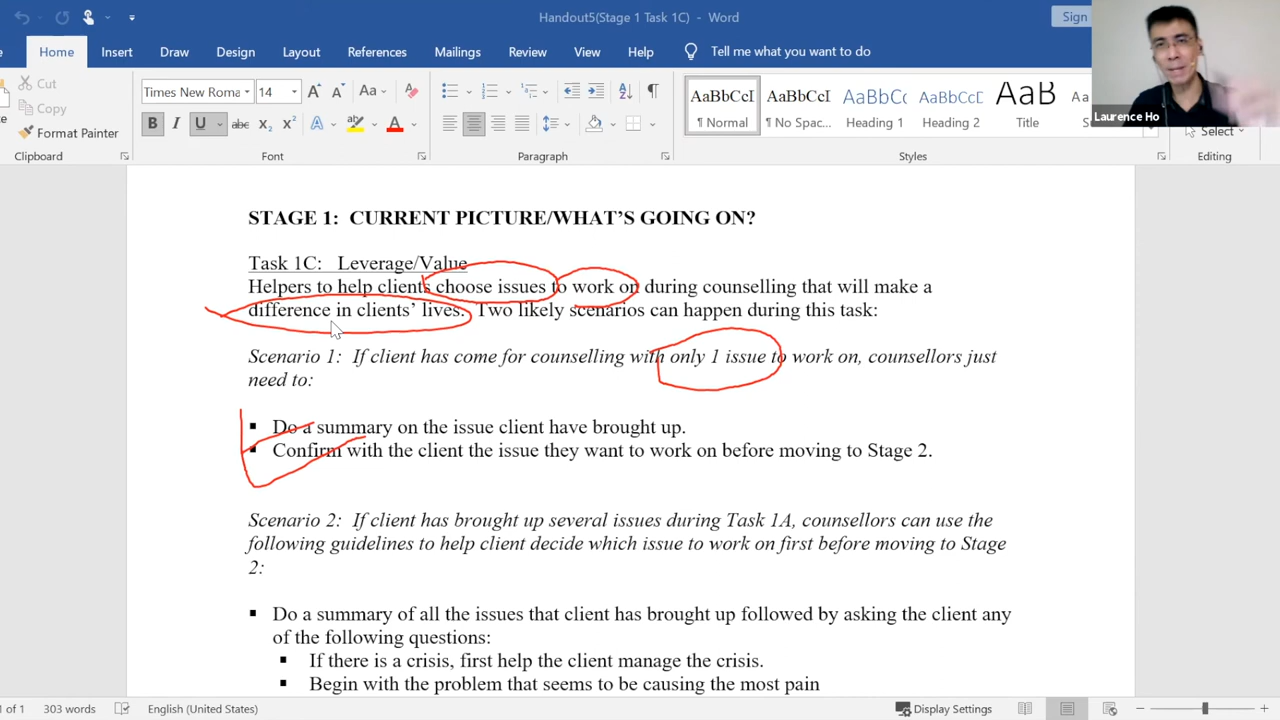 Handout5(Stage 1 Task 1C) - Word
Sign
Home Insert Draw Design Layout References Mailings Review View Help Tell me what you want to do
Cut
Copy
Format Painter
Clipboard
Times New Roma 14 A A Aa A
B I U abc x₂ x² A A
Font
Paragraph
AaBbCcI AaBbCcI AaBbCc AaBbCcD AaB Aa
¶ Normal ¶ No Spac... Heading 1 Heading 2 Title S
Styles
Laurence Ho
Select
Editing
STAGE 1: CURRENT PICTURE/WHAT'S GOING ON?
Task 1C: Leverage/Value
Helpers to help clients choose issues to work on during counselling that will make a
difference in clients' lives. Two likely scenarios can happen during this task:
Scenario 1: If client has come for counselling with only 1 issue to work on, counsellors just
need to:
▪ Do a summary on the issue client have brought up.
▪ Confirm with the client the issue they want to work on before moving to Stage 2.
Scenario 2: If client has brought up several issues during Task 1A, counsellors can use the
following guidelines to help client decide which issue to work on first before moving to Stage
2:
▪ Do a summary of all the issues that client has brought up followed by asking the client any
of the following questions:
▪ If there is a crisis, first help the client manage the crisis.
▪ Begin with the problem that seems to be causing the most pain
1 of 1 303 words English (United States) Display Settings